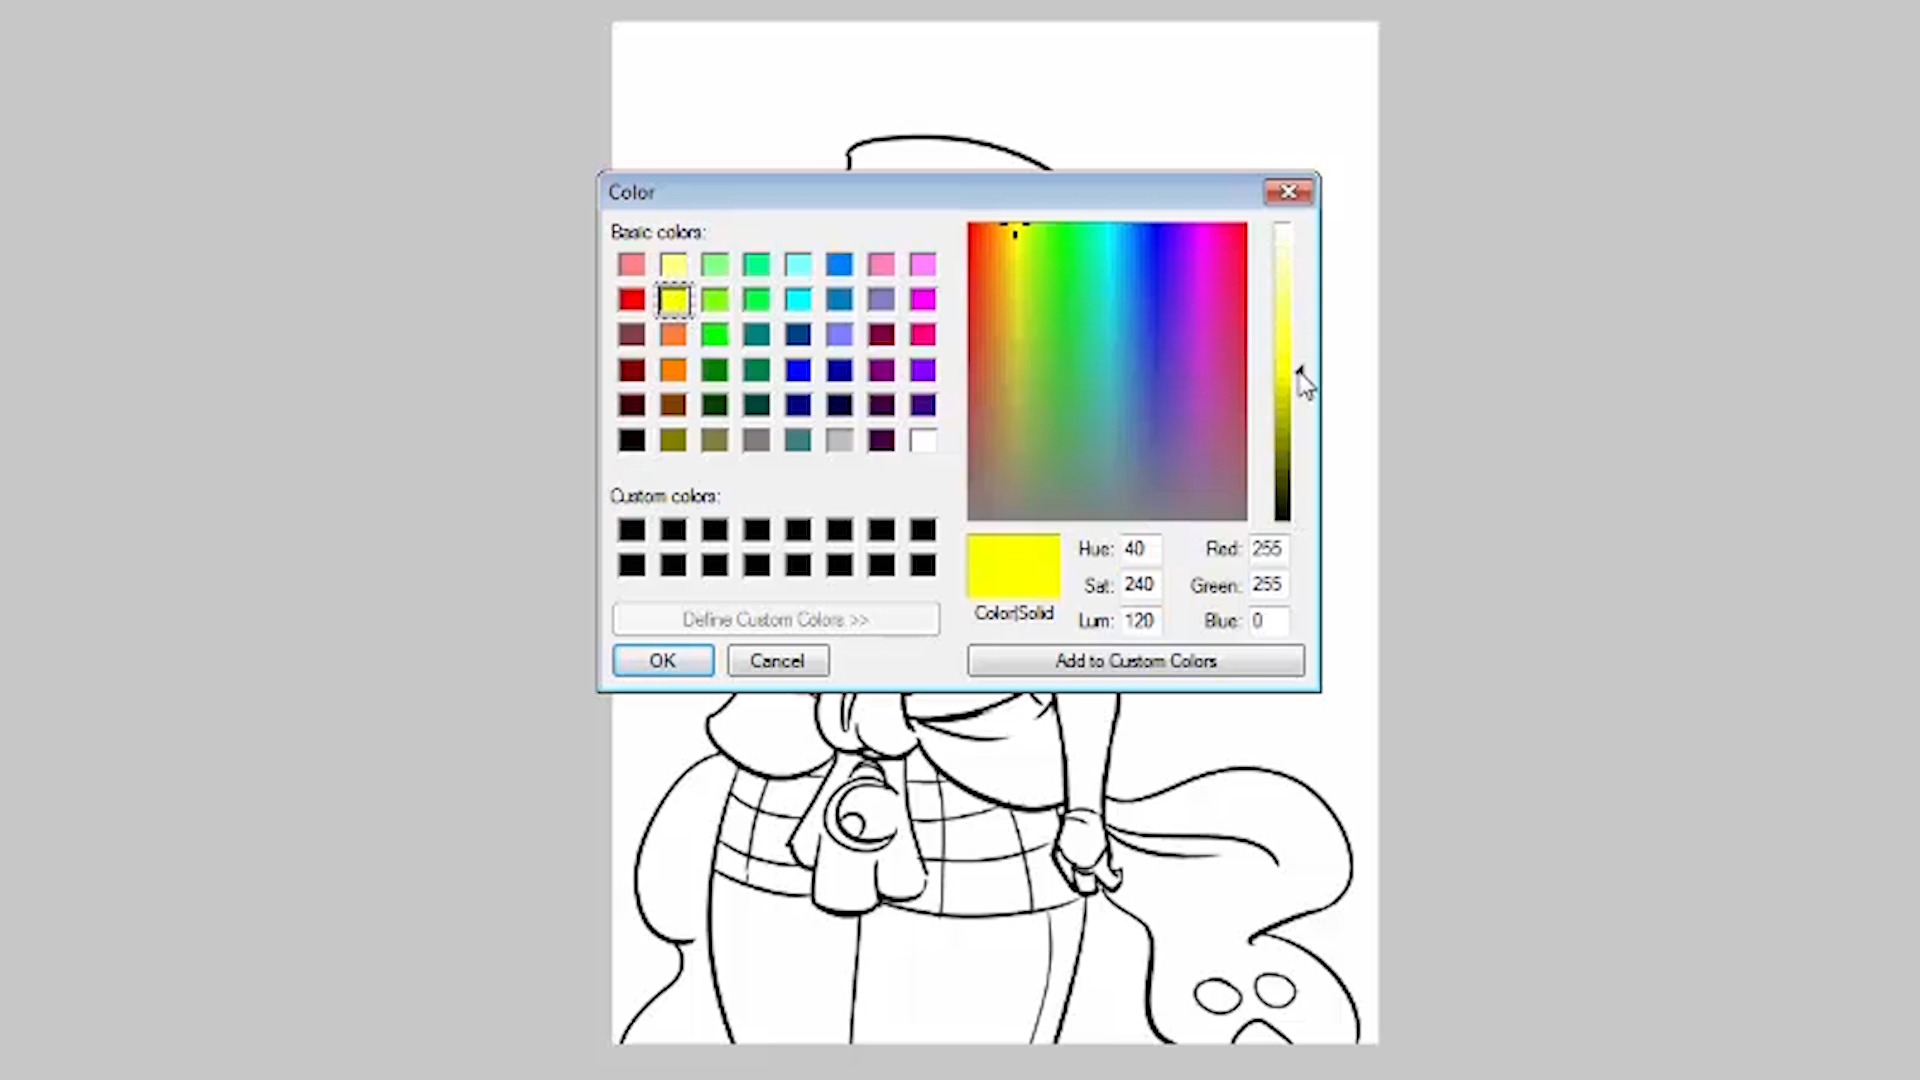 Color
Basic colors:
Custom colors:
Define Custom Colors >>
OK
Cancel
Color|Solid
Hue: 40
Sat: 240
Lum: 120
Red: 255
Green: 255
Blue: 0
Add to Custom Colors